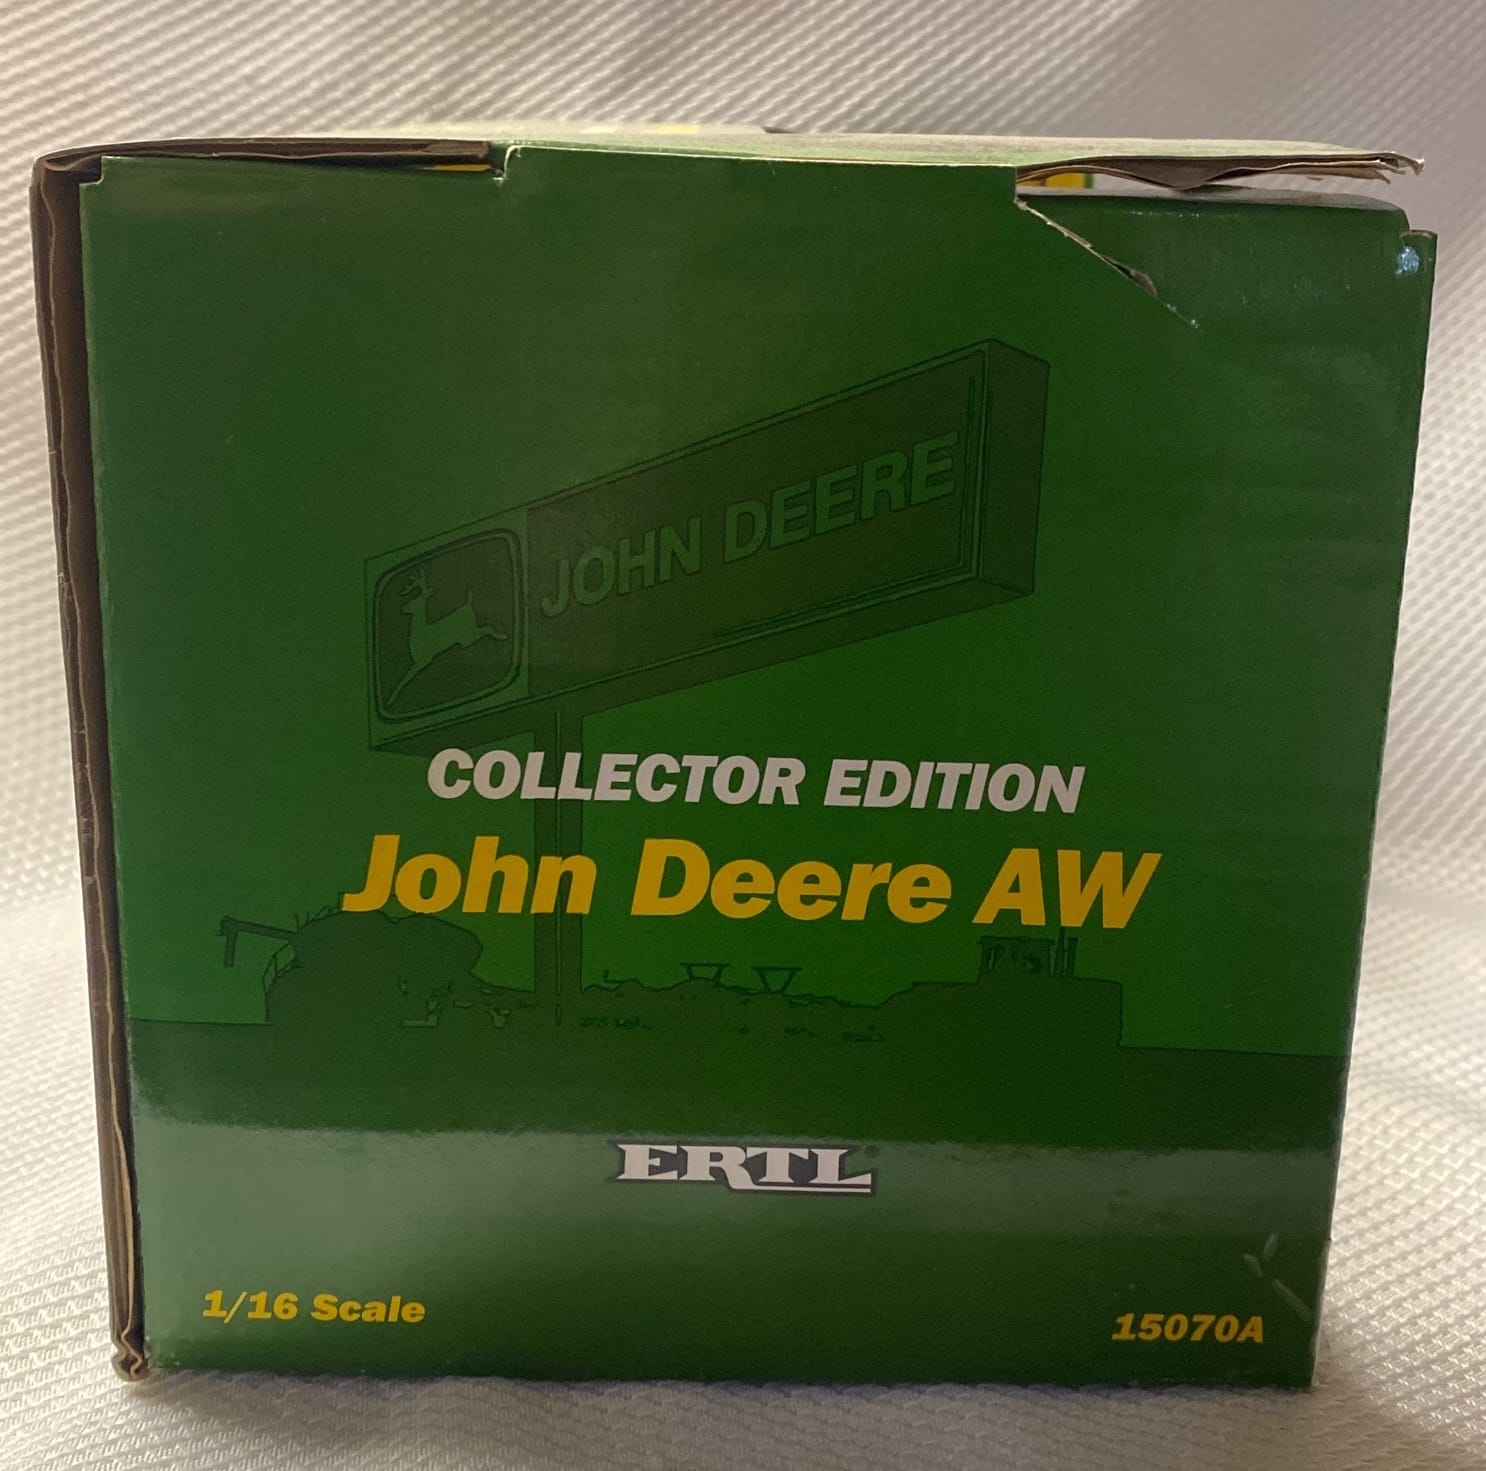 JOHN DEERE
COLLECTOR EDITION
John Deere AW
ERTL®
1/16 Scale
15070A